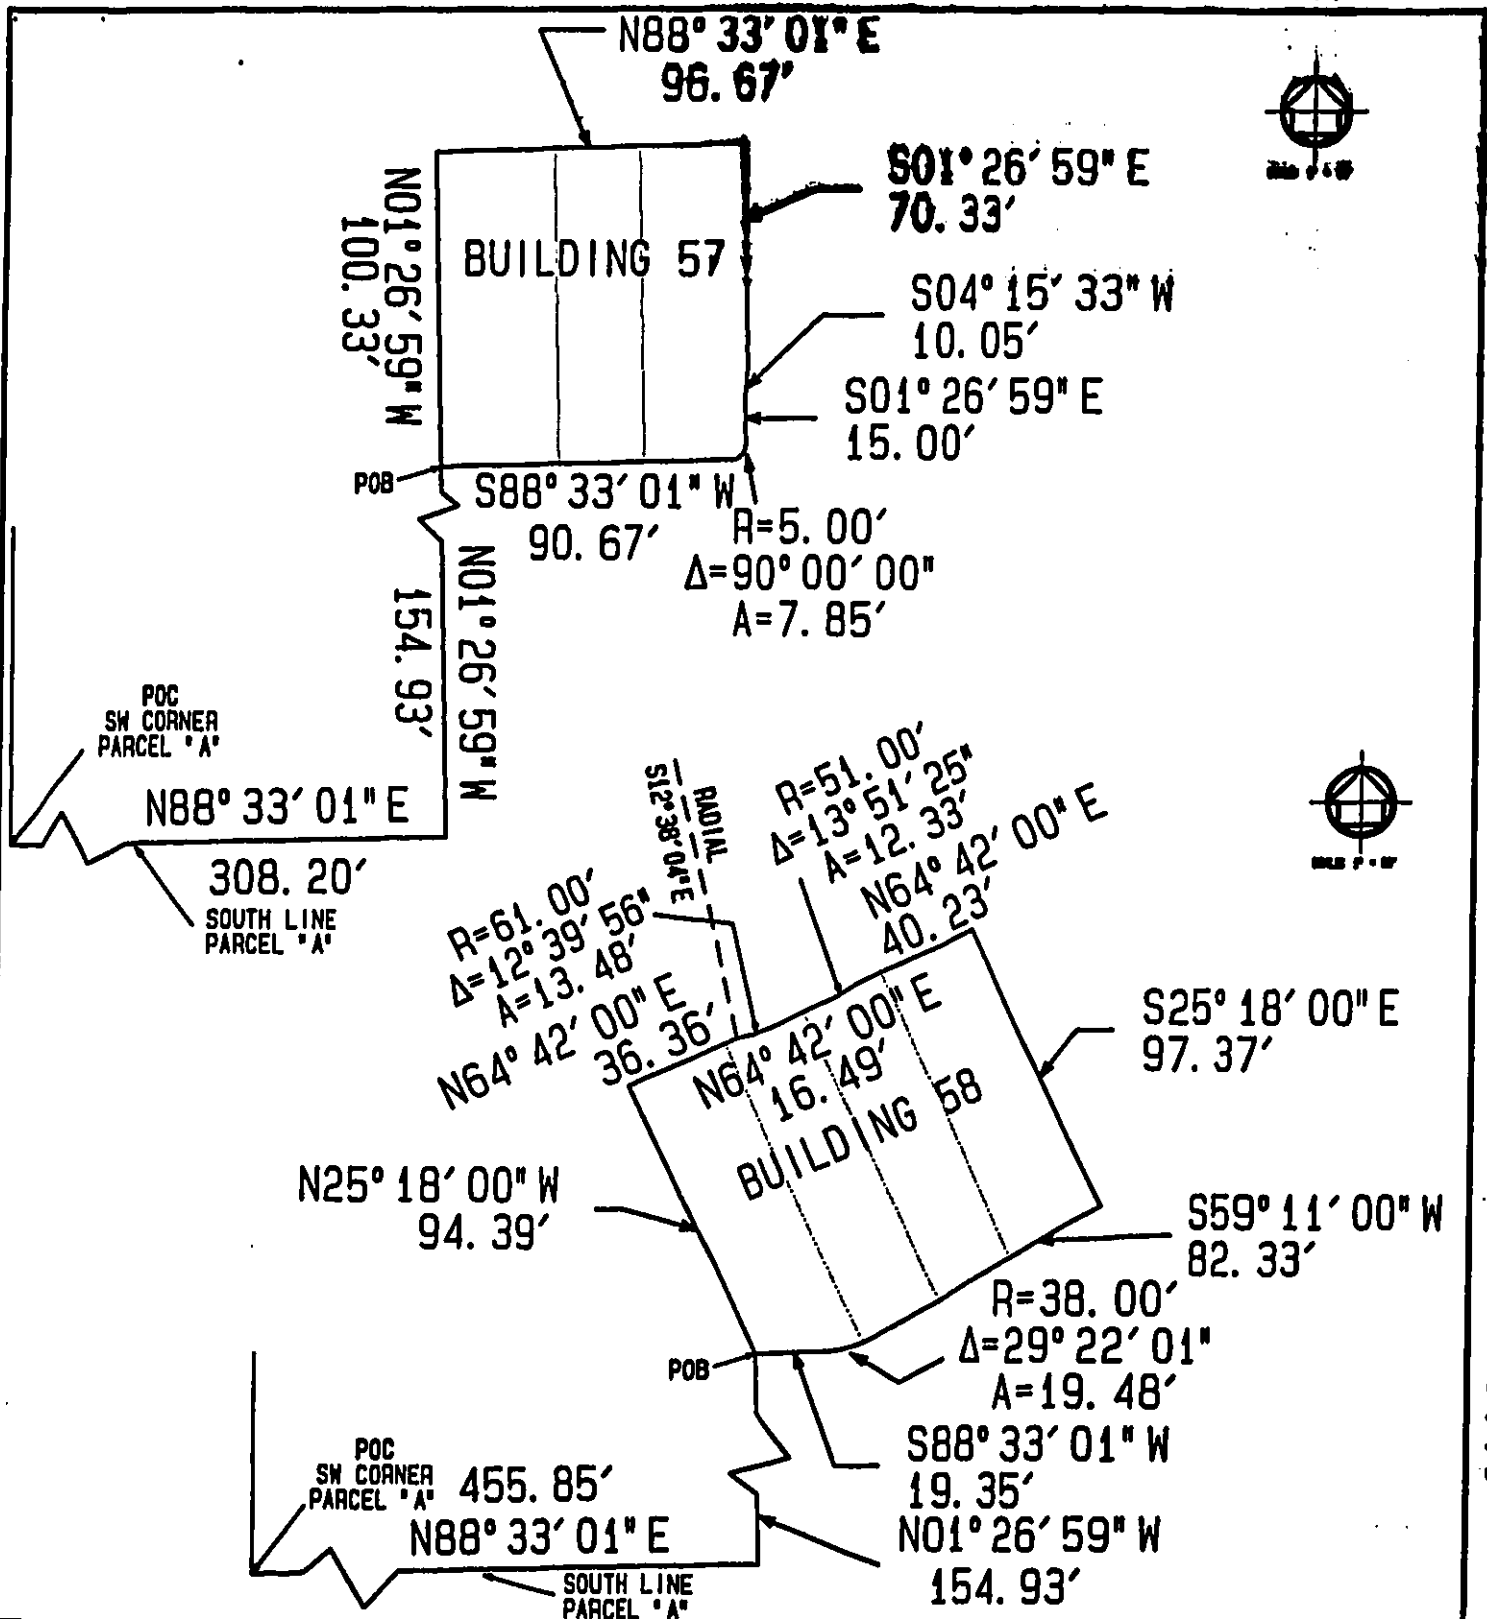 N88° 33′ 01" E
96. 67′
S01° 26′ 59" E
70. 33′
N01° 26′ 59" W
100. 33′
BUILDING 57
S04° 15′ 33" W
10. 05′
S01° 26′ 59" E
15. 00′
POB
S88° 33′ 01" W
90. 67′
R=5. 00′
Δ=90° 00′ 00"
A=7. 85′
N01° 26′ 59" W
154. 93′
POC
SW CORNER
PARCEL "A"
N88° 33′ 01" E
308. 20′
SOUTH LINE
PARCEL "A"
RADIAL
S12° 38′ 04" E
R=51. 00′
Δ=13° 51′ 25"
A=12. 33′
N64° 42′ 00" E
40. 23′
R=61. 00′
Δ=12° 39′ 56"
A=13. 48′
N64° 42′ 00" E
36. 36′
N64° 42′ 00" E
16. 49′
BUILDING 58
S25° 18′ 00" E
97. 37′
N25° 18′ 00" W
94. 39′
S59° 11′ 00" W
82. 33′
R=38. 00′
Δ=29° 22′ 01"
A=19. 48′
POB
S88° 33′ 01" W
19. 35′
N01° 26′ 59" W
154. 93′
POC
SW CORNER
PARCEL "A"
455. 85′
N88° 33′ 01" E
SOUTH LINE
PARCEL "A"